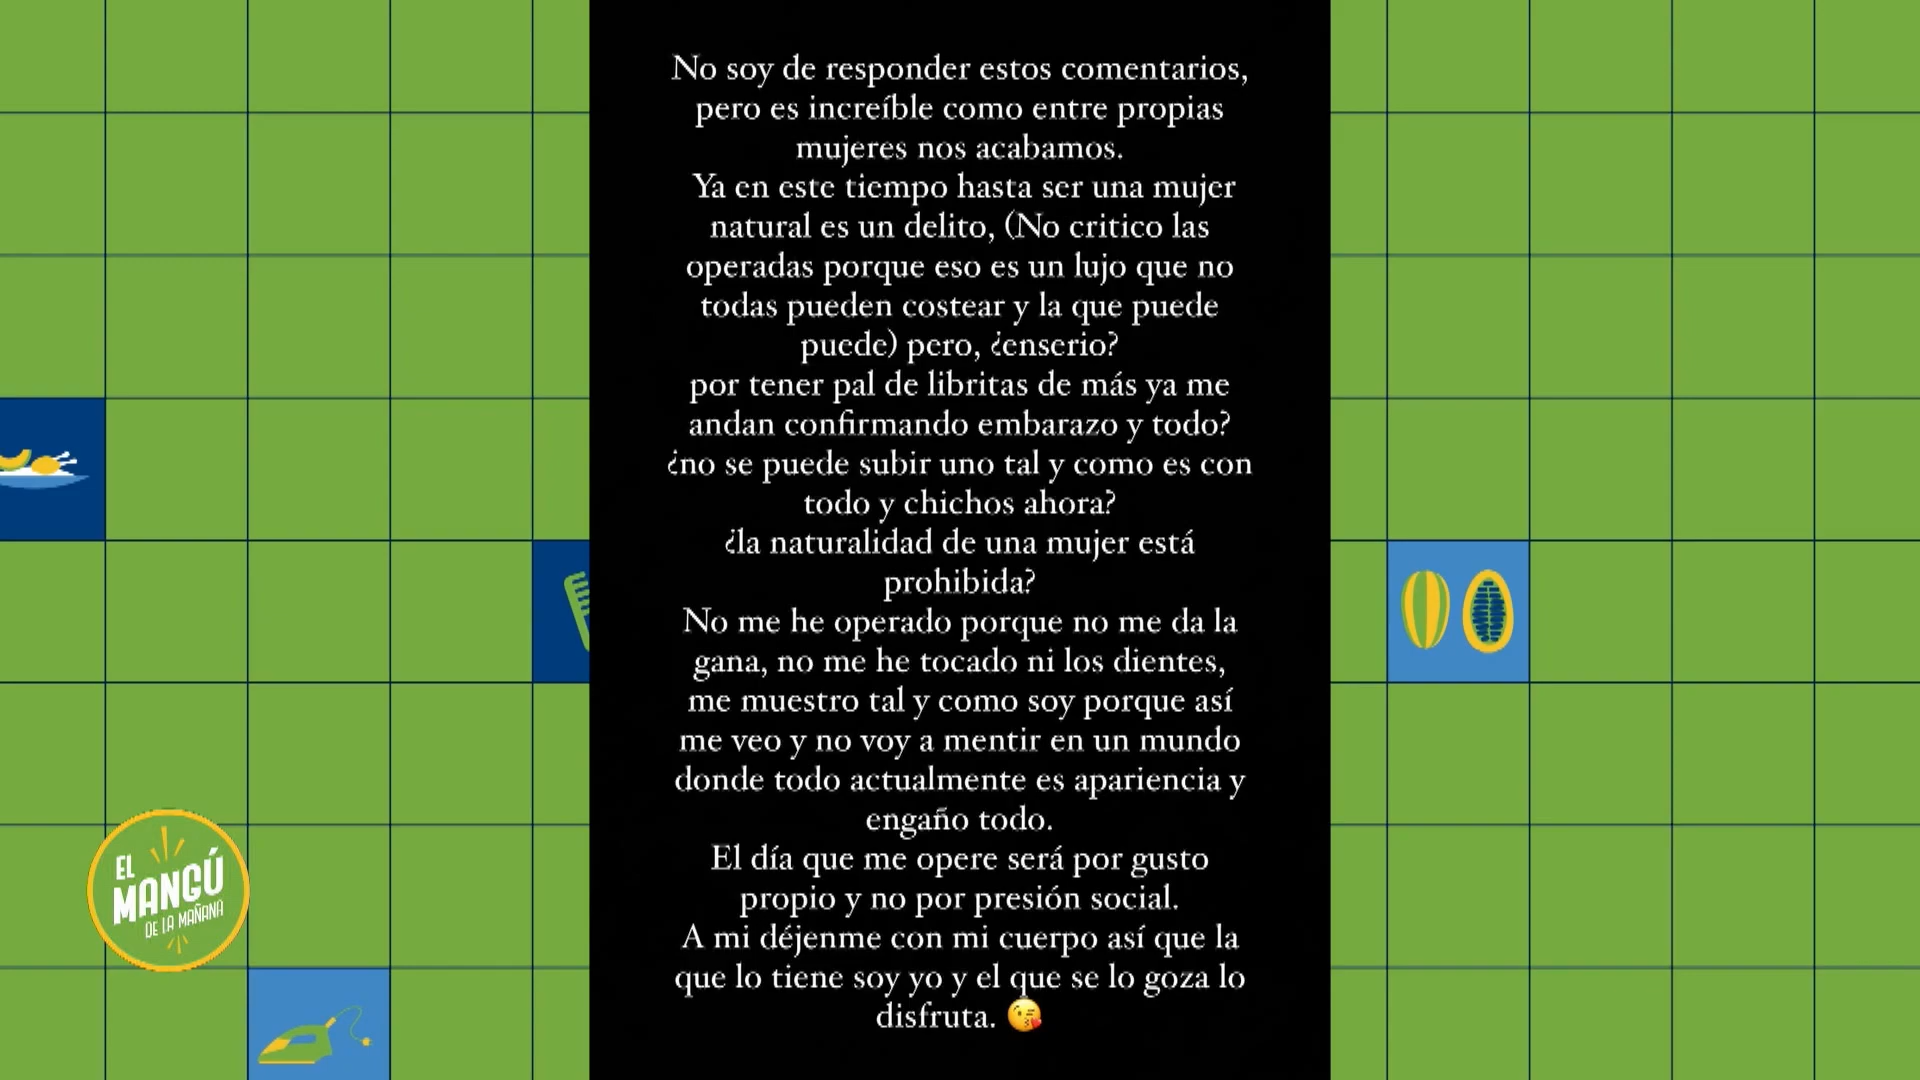 No soy de responder estos comentarios,
pero es increíble como entre propias
mujeres nos acabamos.
Ya en este tiempo hasta ser una mujer
natural es un delito, (No critico las
operadas porque eso es un lujo que no
todas pueden costear y la que puede
puede) pero, ¿enserio?
por tener pal de libritas de más ya me
andan confirmando embarazo y todo?
¿no se puede subir uno tal y como es con
todo y chichos ahora?
¿la naturalidad de una mujer está
prohibida?
No me he operado porque no me da la
gana, no me he tocado ni los dientes,
me muestro tal y como soy porque así
me veo y no voy a mentir en un mundo
donde todo actualmente es apariencia y
engaño todo.
El día que me opere será por gusto
propio y no por presión social.
A mi déjenme con mi cuerpo así que la
que lo tiene soy yo y el que se lo goza lo
disfruta. 😘
EL
MANGÚ
DE LA MAÑANA